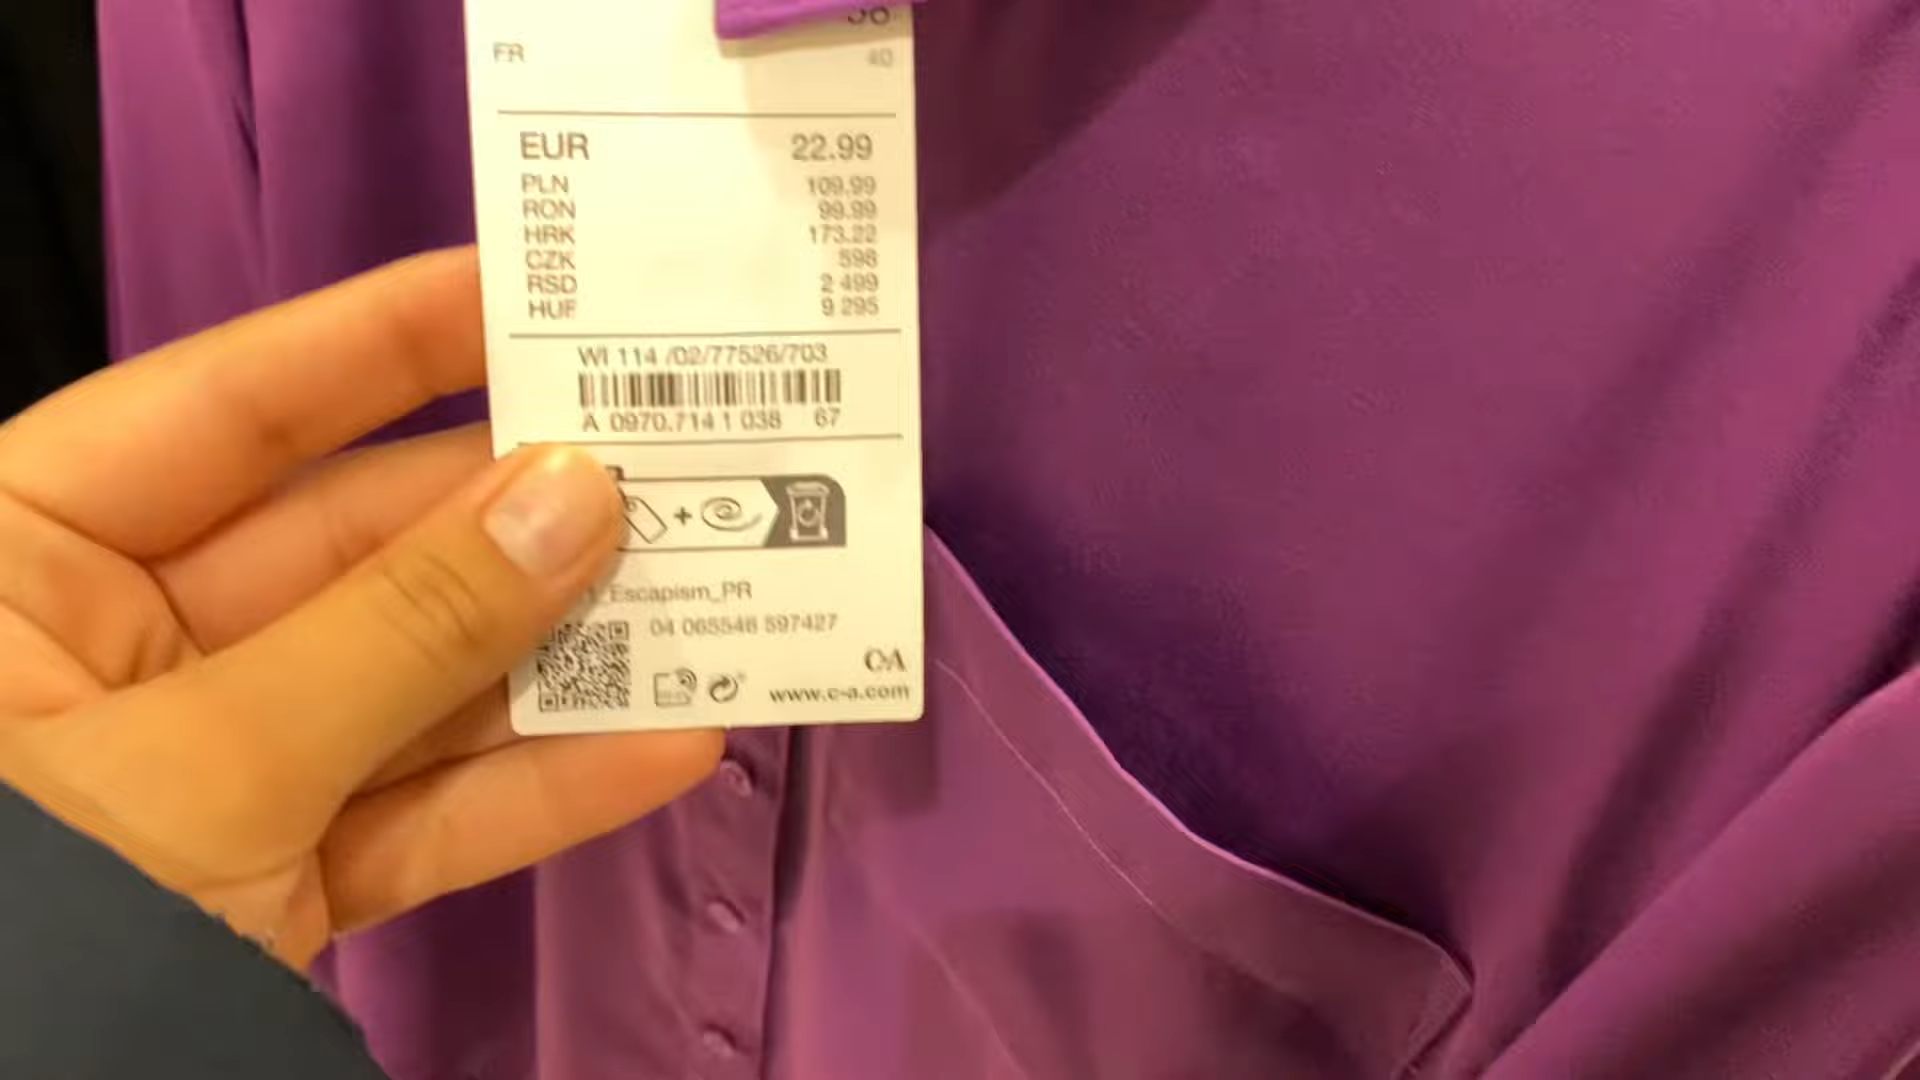 38
FR 40
EUR 22.99
PLN 109.99
RON 99.99
HRK 173.22
CZK 598
RSD 2 499
HUF 9 295
WI 114 /02/77526/703
A 0970.714 1 038 67
Escapism_PR
04 065546 597427
C&A
www.c-a.com